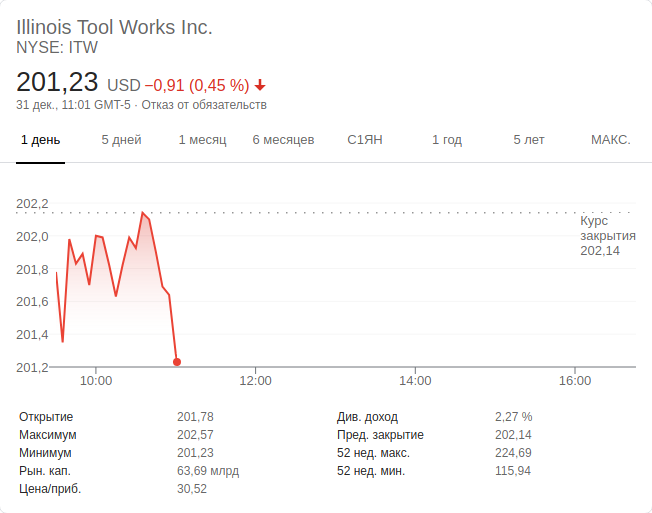 Illinois Tool Works Inc.
NYSE: ITW
201,23 USD −0,91 (0,45 %)
31 дек., 11:01 GMT-5 · Отказ от обязательств
1 день 5 дней 1 месяц 6 месяцев С1ЯН 1 год 5 лет МАКС.
202,2
202,0
201,8
201,6
201,4
201,2
Курс
закрытия
202,14
10:00 12:00 14:00 16:00
Открытие 201,78 Див. доход 2,27 %
Максимум 202,57 Пред. закрытие 202,14
Минимум 201,23 52 нед. макс. 224,69
Рын. кап. 63,69 млрд 52 нед. мин. 115,94
Цена/приб. 30,52